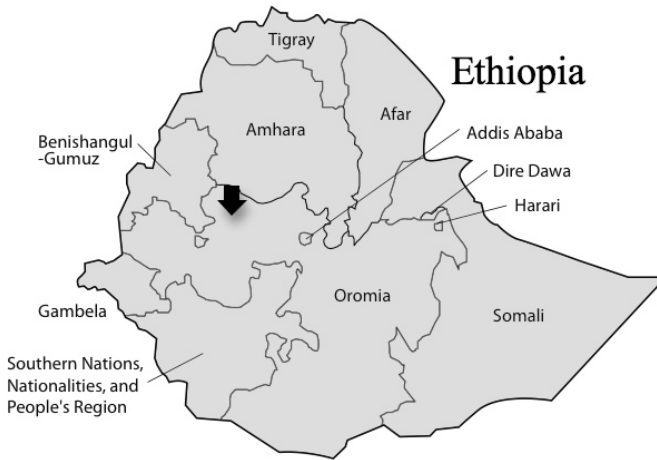 Tigray
Ethiopia
Afar
Amhara
Addis Ababa
Benishangul
-Gumuz
Dire Dawa
Harari
Oromia
Gambela
Somali
Southern Nations,
Nationalities, and
People's Region